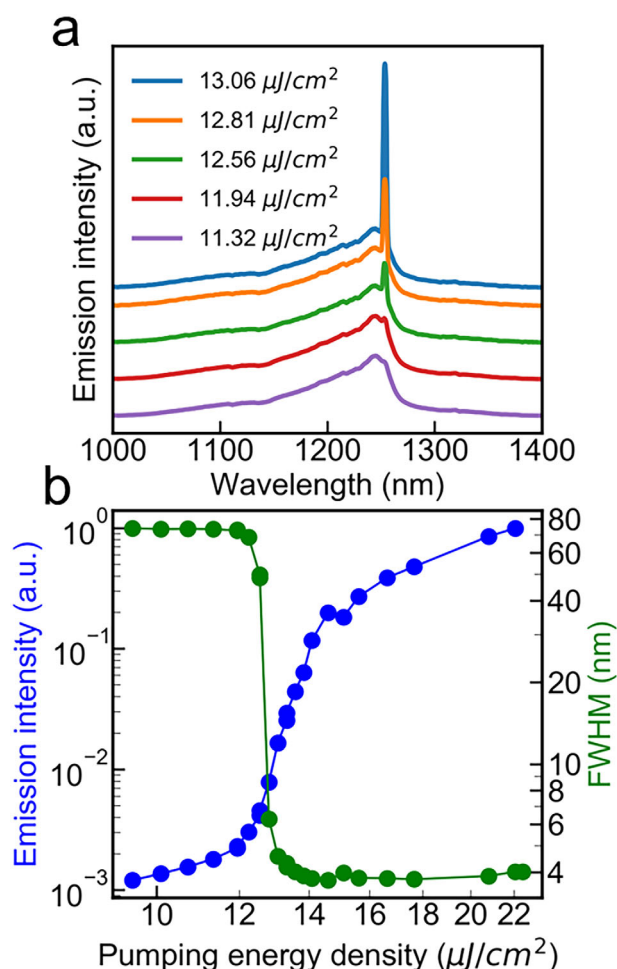 a
Emission intensity (a.u.)
13.06 μJ/cm²
12.81 μJ/cm²
12.56 μJ/cm²
11.94 μJ/cm²
11.32 μJ/cm²
1000 1100 1200 1300 1400
Wavelength (nm)
b
Emission intensity (a.u.)
10⁰
10⁻¹
10⁻²
10⁻³
80
60
40
20
10
8
6
4
FWHM (nm)
10 12 14 16 18 20 22
Pumping energy density (μJ/cm²)